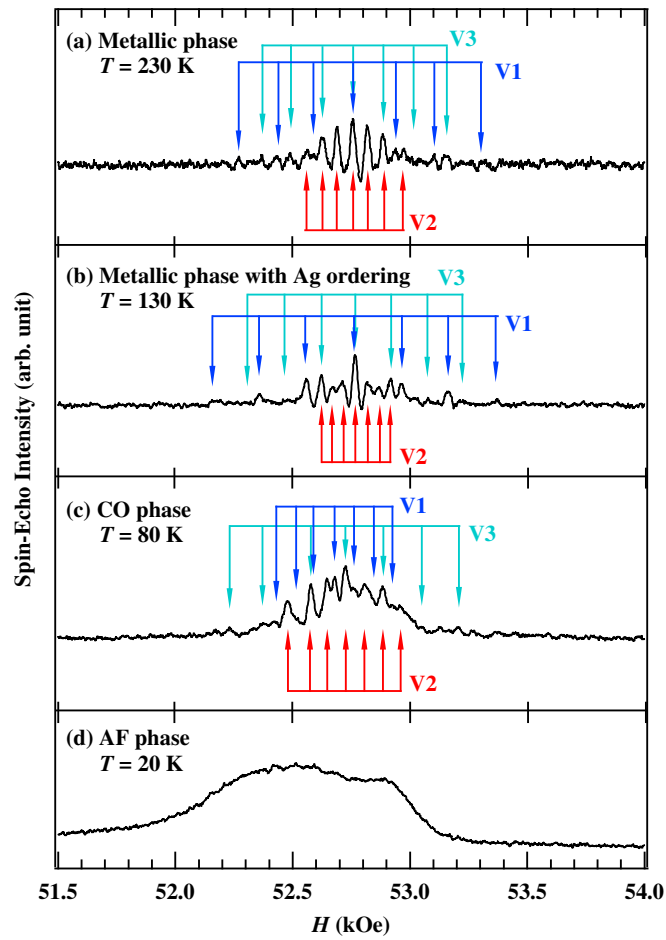 (a) Metallic phase
T = 230 K
V3
V1
V2
(b) Metallic phase with Ag ordering
T = 130 K
V3
V1
V2
(c) CO phase
T = 80 K
V1
V3
V2
(d) AF phase
T = 20 K
Spin-Echo Intensity (arb. unit)
51.5 52.0 52.5 53.0 53.5 54.0
H (kOe)